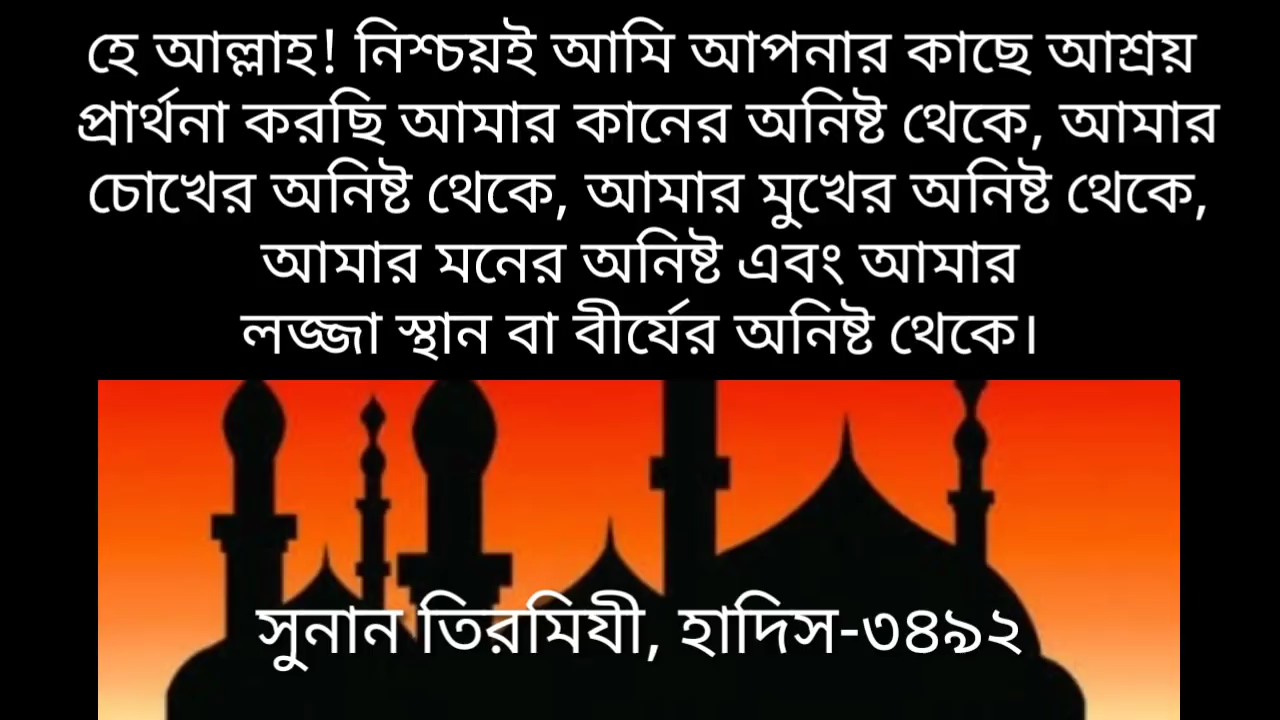 হে আল্লাহ! নিশ্চয়ই আমি আপনার কাছে আশ্রয়
প্রার্থনা করছি আমার কানের অনিষ্ট থেকে, আমার
চোখের অনিষ্ট থেকে, আমার মুখের অনিষ্ট থেকে,
আমার মনের অনিষ্ট এবং আমার
লজ্জা স্থান বা বীর্যের অনিষ্ট থেকে।
সুনান তিরমিযী, হাদিস-৩৪৯২